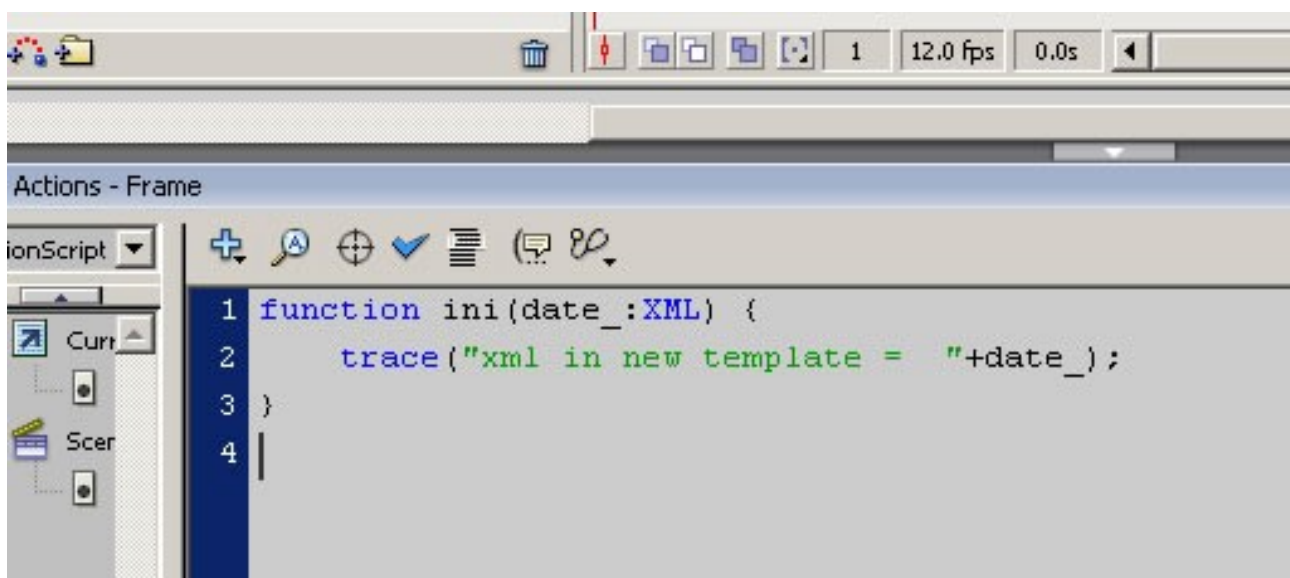 1 12.0 fps 0.0s
Actions - Frame
ionScript
1 function ini(date_:XML) {
Curr
2     trace("xml in new template =  "+date_);
3 }
Scer
4